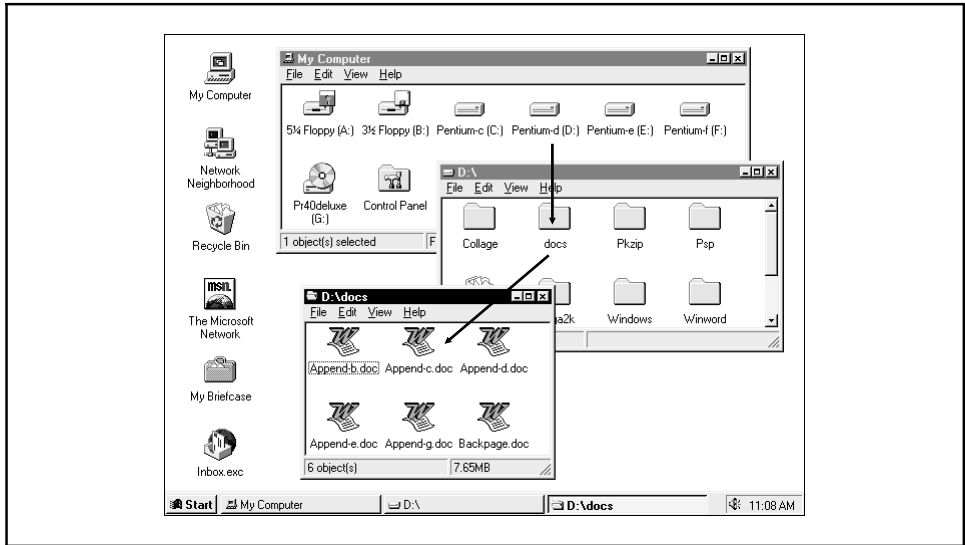 My Computer
Network
Neighborhood
Recycle Bin
msn.
The Microsoft
Network
My Briefcase
Inbox.exc
My Computer
File Edit View Help
5¼ Floppy (A:) 3½ Floppy (B:) Pentium-c (C:) Pentium-d (D:) Pentium-e (E:) Pentium-f (F:)
Pr40deluxe
(G:)
Control Panel
1 object(s) selected F
D:\
File Edit View Help
Collage docs Pkzip Psp
Windows Winword
D:\docs
File Edit View Help
Append-b.doc Append-c.doc Append-d.doc
Append-e.doc Append-g.doc Backpage.doc
6 object(s) 7.65MB
Start My Computer D:\ D:\docs 11:08 AM